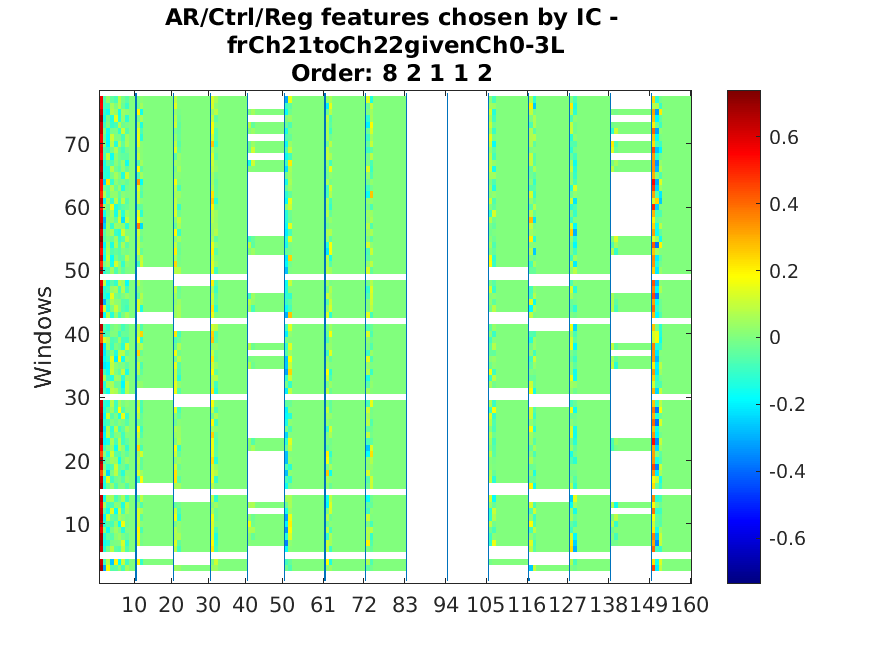 AR/Ctrl/Reg features chosen by IC -
frCh21toCh22givenCh0-3L
Order: 8 2 1 1 2
Windows
70
60
50
40
30
20
10
10 20 30 40 50 61 72 83 94 105 116 127 138 149 160
0.6
0.4
0.2
0
-0.2
-0.4
-0.6